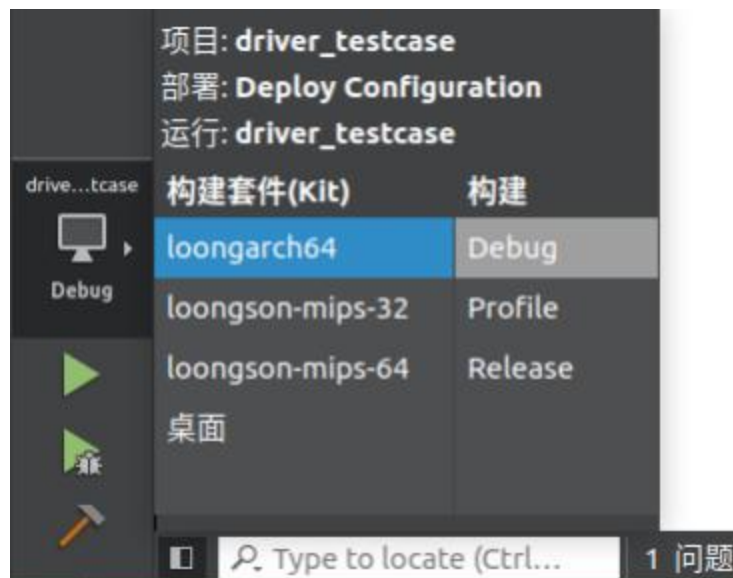 项目: driver_testcase
部署: Deploy Configuration
运行: driver_testcase
drive...tcase
Debug
构建套件(Kit) 构建
loongarch64 Debug
loongson-mips-32 Profile
loongson-mips-64 Release
桌面
Type to locate (Ctrl...
1 问题